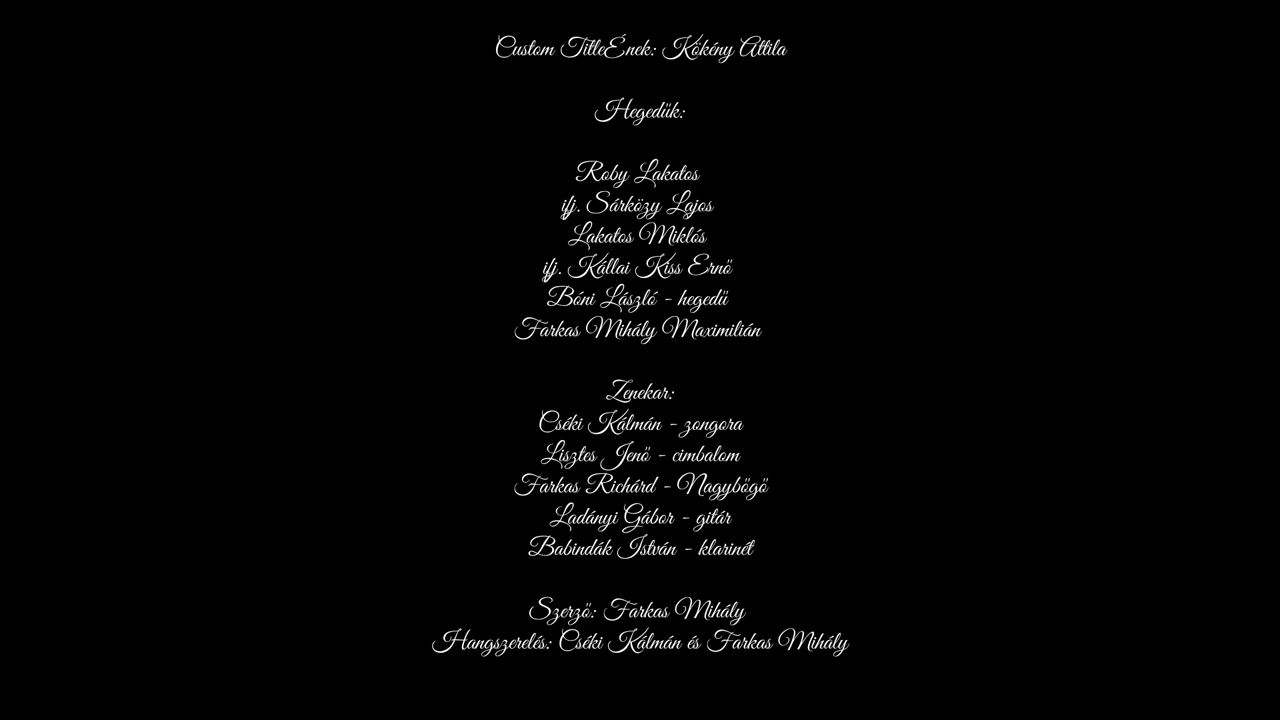 Custom TitleÉnek: Kökény Attila
Hegedűk:
Roby Lakatos
ifj. Sárközy Lajos
Lakatos Miklós
ifj. Kállai Kiss Ernő
Bóni László - hegedű
Farkas Mihály Maximilián
Zenekar:
Cséki Kálmán - zongora
Lisztes Jenő - cimbalom
Farkas Richárd - Nagybőgő
Ladányi Gábor - gitár
Babindák István - klarinét
Szerző: Farkas Mihály
Hangszerelés: Cséki Kálmán és Farkas Mihály